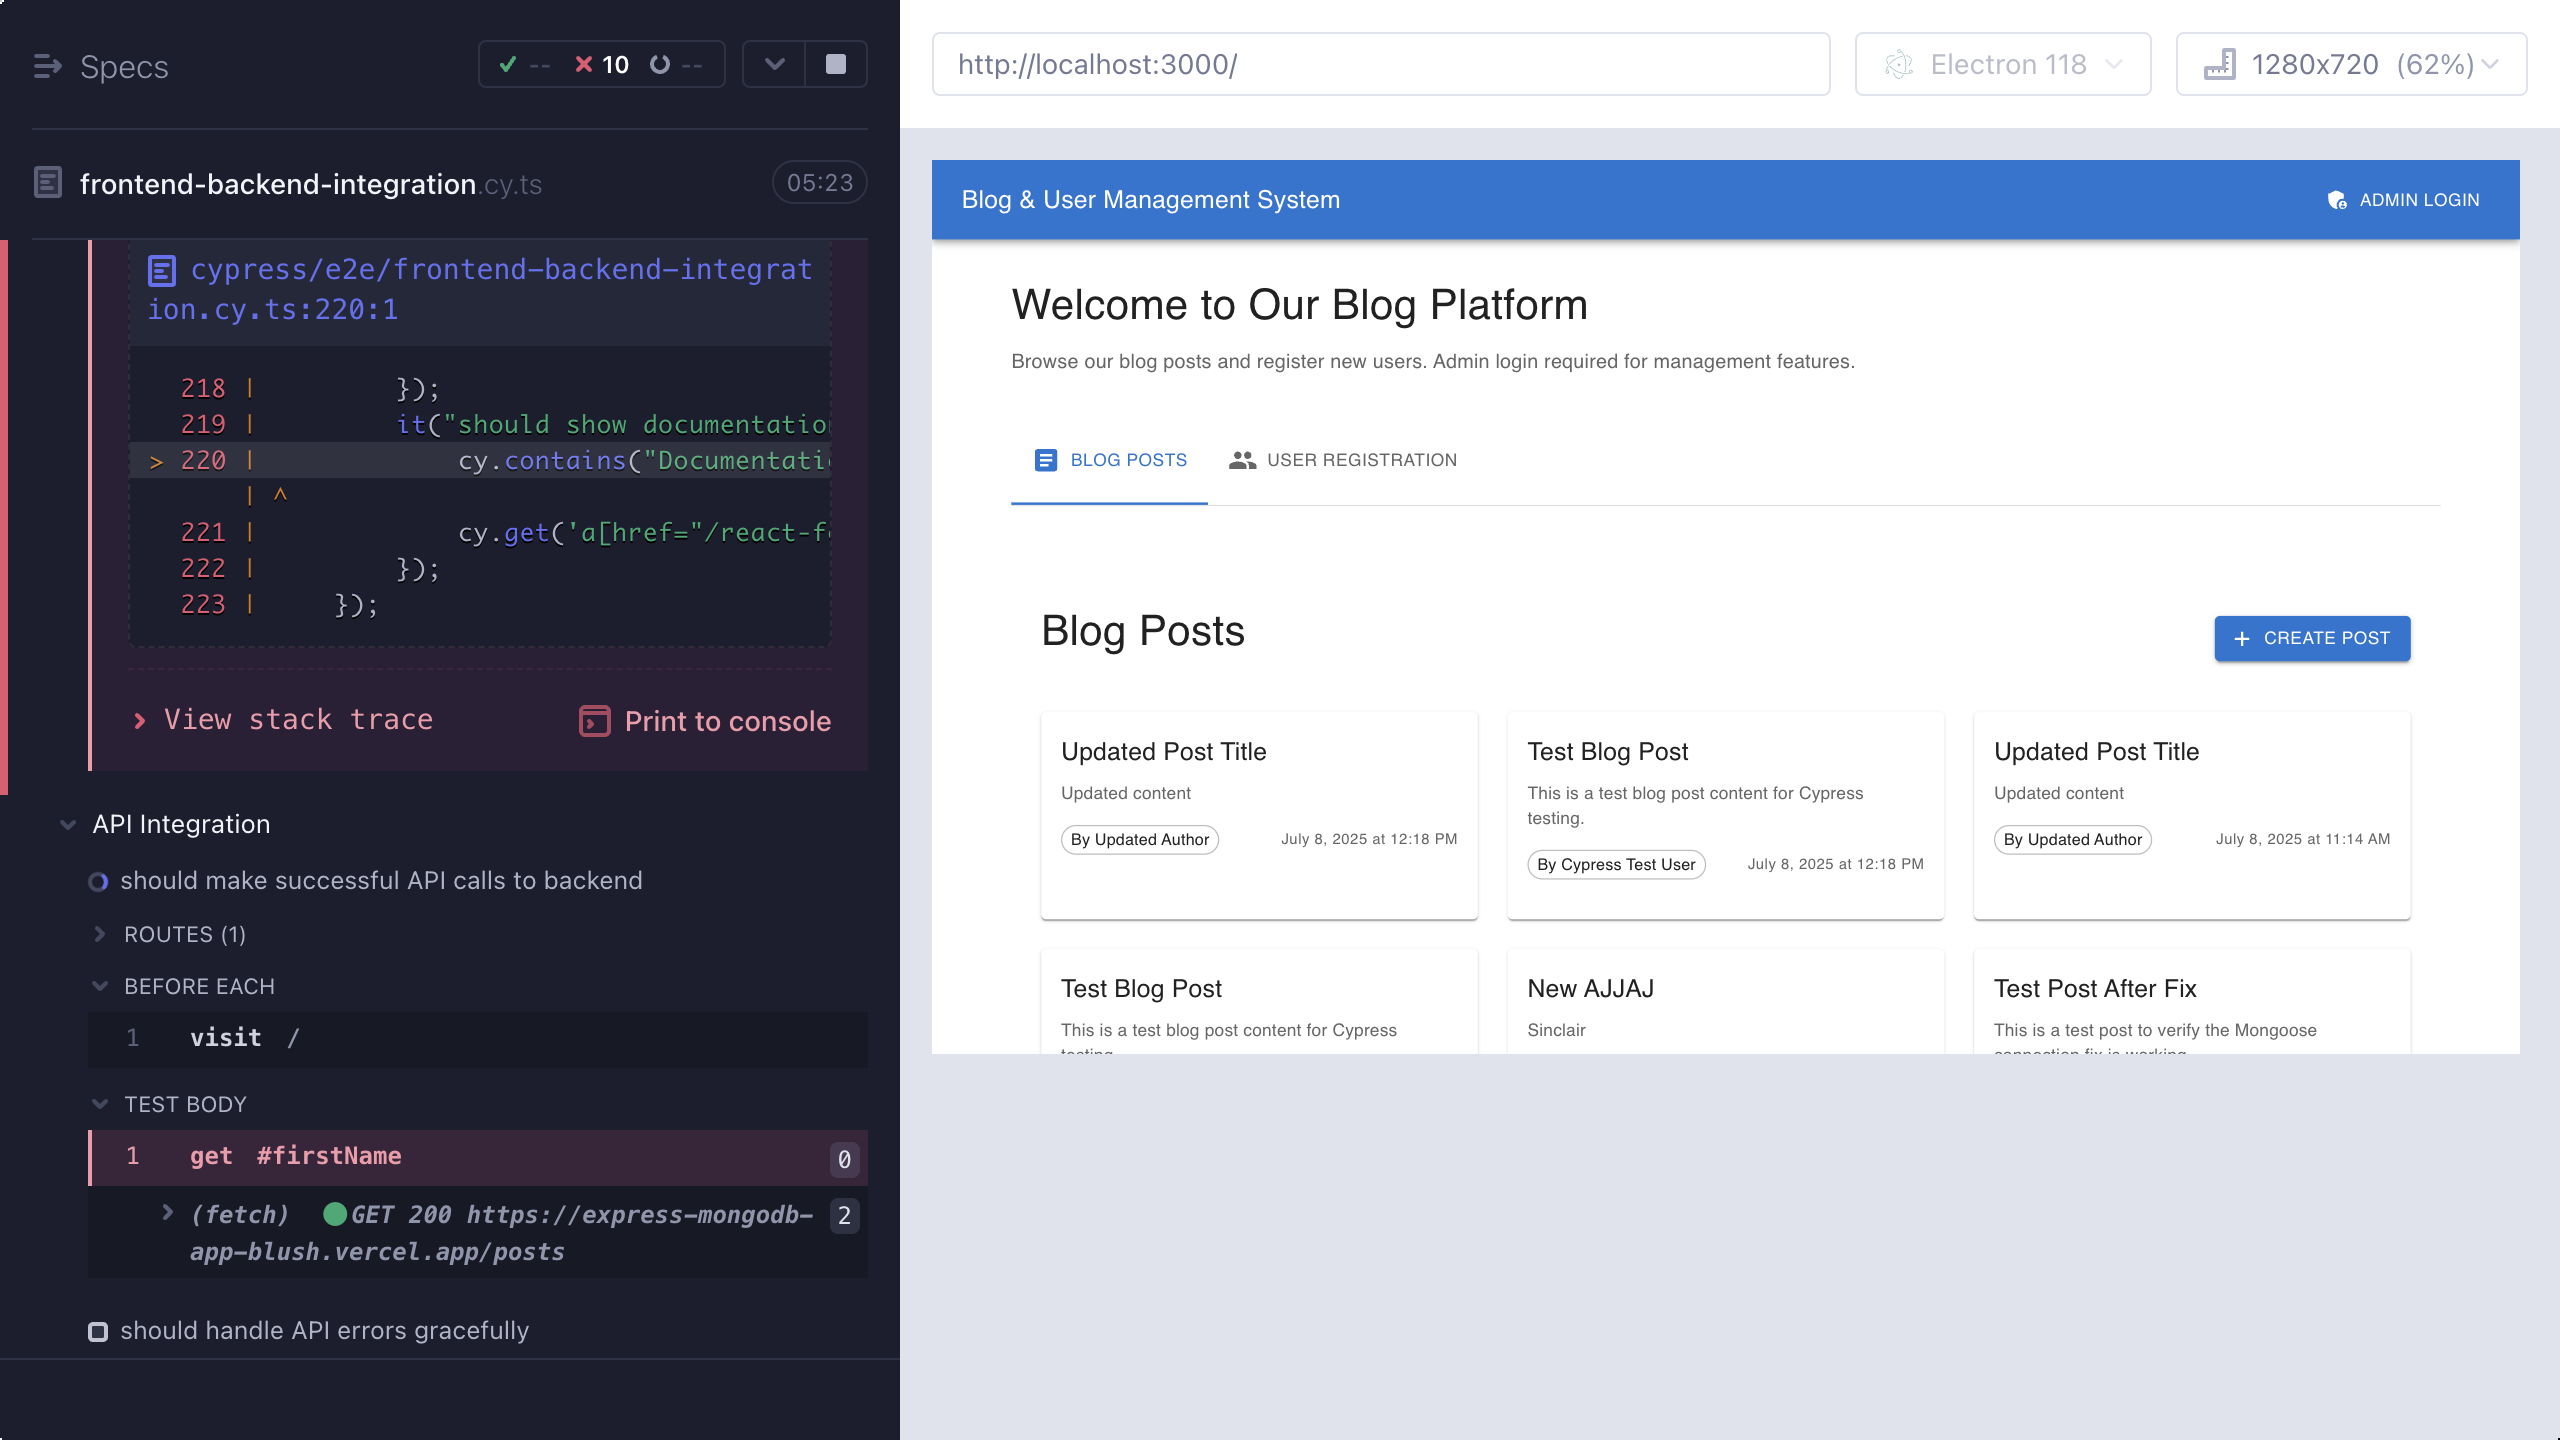 Specs
-- 10 --
frontend-backend-integration.cy.ts 05:23
cypress/e2e/frontend-backend-integrat
ion.cy.ts:220:1
218 | });
219 | it("should show documentatio
> 220 | cy.contains("Documentati
| ^
221 | cy.get('a[href="/react-f
222 | });
223 | });
View stack trace
Print to console
API Integration
should make successful API calls to backend
ROUTES (1)
BEFORE EACH
1 visit /
TEST BODY
1 get #firstName 0
(fetch) GET 200 https://express-mongodb- 2
app-blush.vercel.app/posts
should handle API errors gracefully
http://localhost:3000/
Electron 118
1280x720 (62%)
Blog & User Management System
ADMIN LOGIN
Welcome to Our Blog Platform
Browse our blog posts and register new users. Admin login required for management features.
BLOG POSTS
USER REGISTRATION
Blog Posts
+ CREATE POST
Updated Post Title
Updated content
By Updated Author
July 8, 2025 at 12:18 PM
Test Blog Post
This is a test blog post content for Cypress
testing.
By Cypress Test User
July 8, 2025 at 12:18 PM
Updated Post Title
Updated content
By Updated Author
July 8, 2025 at 11:14 AM
Test Blog Post
This is a test blog post content for Cypress
testing
New AJJAJ
Sinclair
Test Post After Fix
This is a test post to verify the Mongoose
connection fix is working